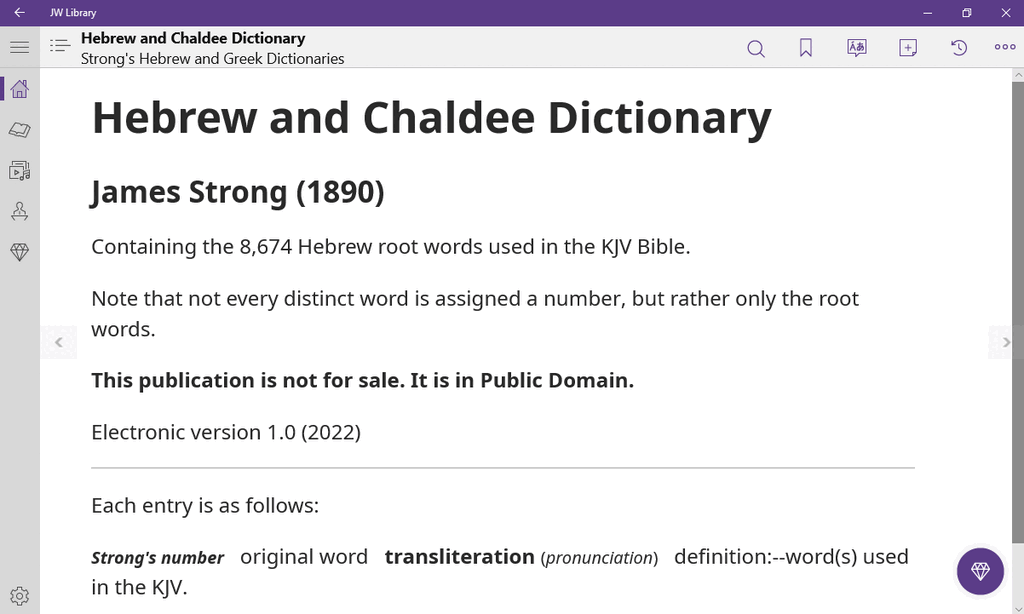 JW Library
Hebrew and Chaldee Dictionary
Strong's Hebrew and Greek Dictionaries
Hebrew and Chaldee Dictionary
James Strong (1890)
Containing the 8,674 Hebrew root words used in the KJV Bible.
Note that not every distinct word is assigned a number, but rather only the root
words.
This publication is not for sale. It is in Public Domain.
Electronic version 1.0 (2022)
Each entry is as follows:
Strong's number original word transliteration (pronunciation) definition:--word(s) used
in the KJV.